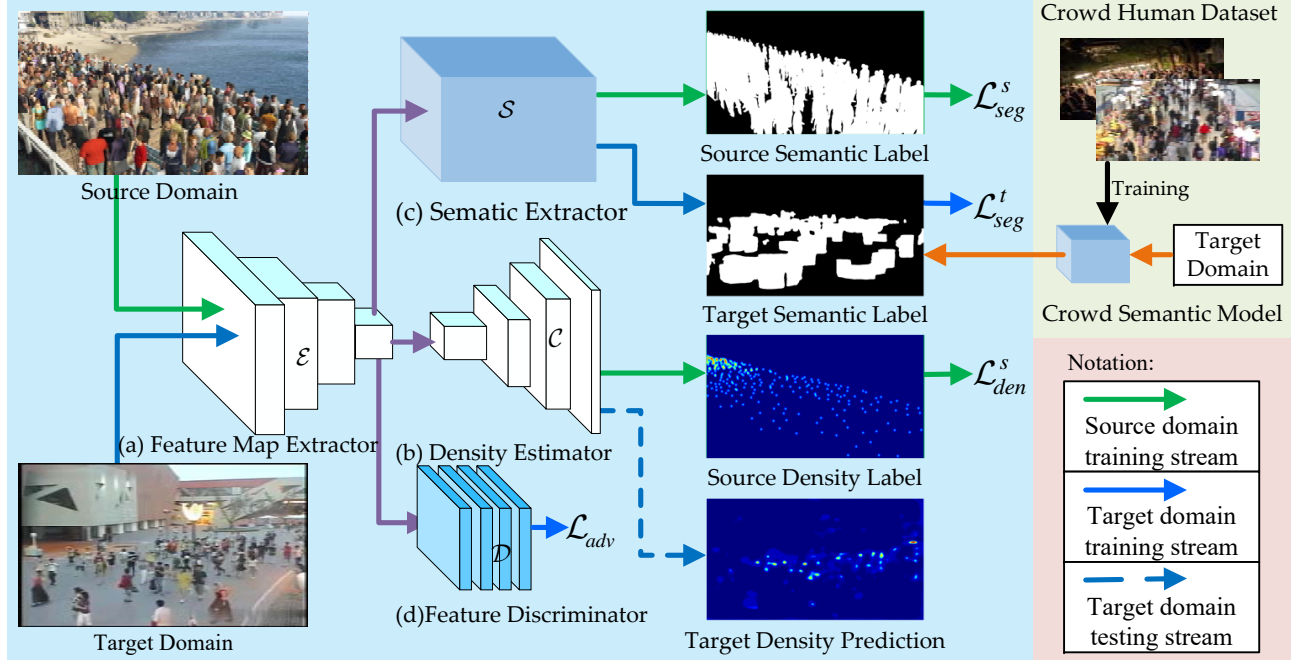 Source Domain
S
(c) Sematic Extractor
Source Semantic Label
ℒ^s_seg
Target Semantic Label
ℒ^t_seg
Crowd Human Dataset
Training
Target
Domain
Crowd Semantic Model
ℰ
(a) Feature Map Extractor
C
(b) Density Estimator
Source Density Label
ℒ^s_den
Target Domain
D
ℒ_adv
(d)Feature Discriminator
Target Density Prediction
Notation:
Source domain
training stream
Target domain
training stream
Target domain
testing stream